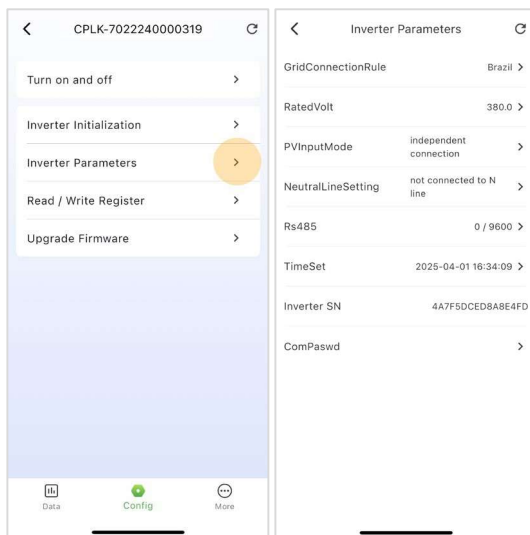 CPLK-7022240000319
Turn on and off
Inverter Initialization
Inverter Parameters
Read / Write Register
Upgrade Firmware
Data
Config
More
Inverter Parameters
GridConnectionRule Brazil
RatedVolt 380.0
PVInputMode independent
connection
NeutralLineSetting not connected to N
line
Rs485 0 / 9600
TimeSet 2025-04-01 16:34:09
Inverter SN 4A7F5DCED8A8E4FD
ComPaswd